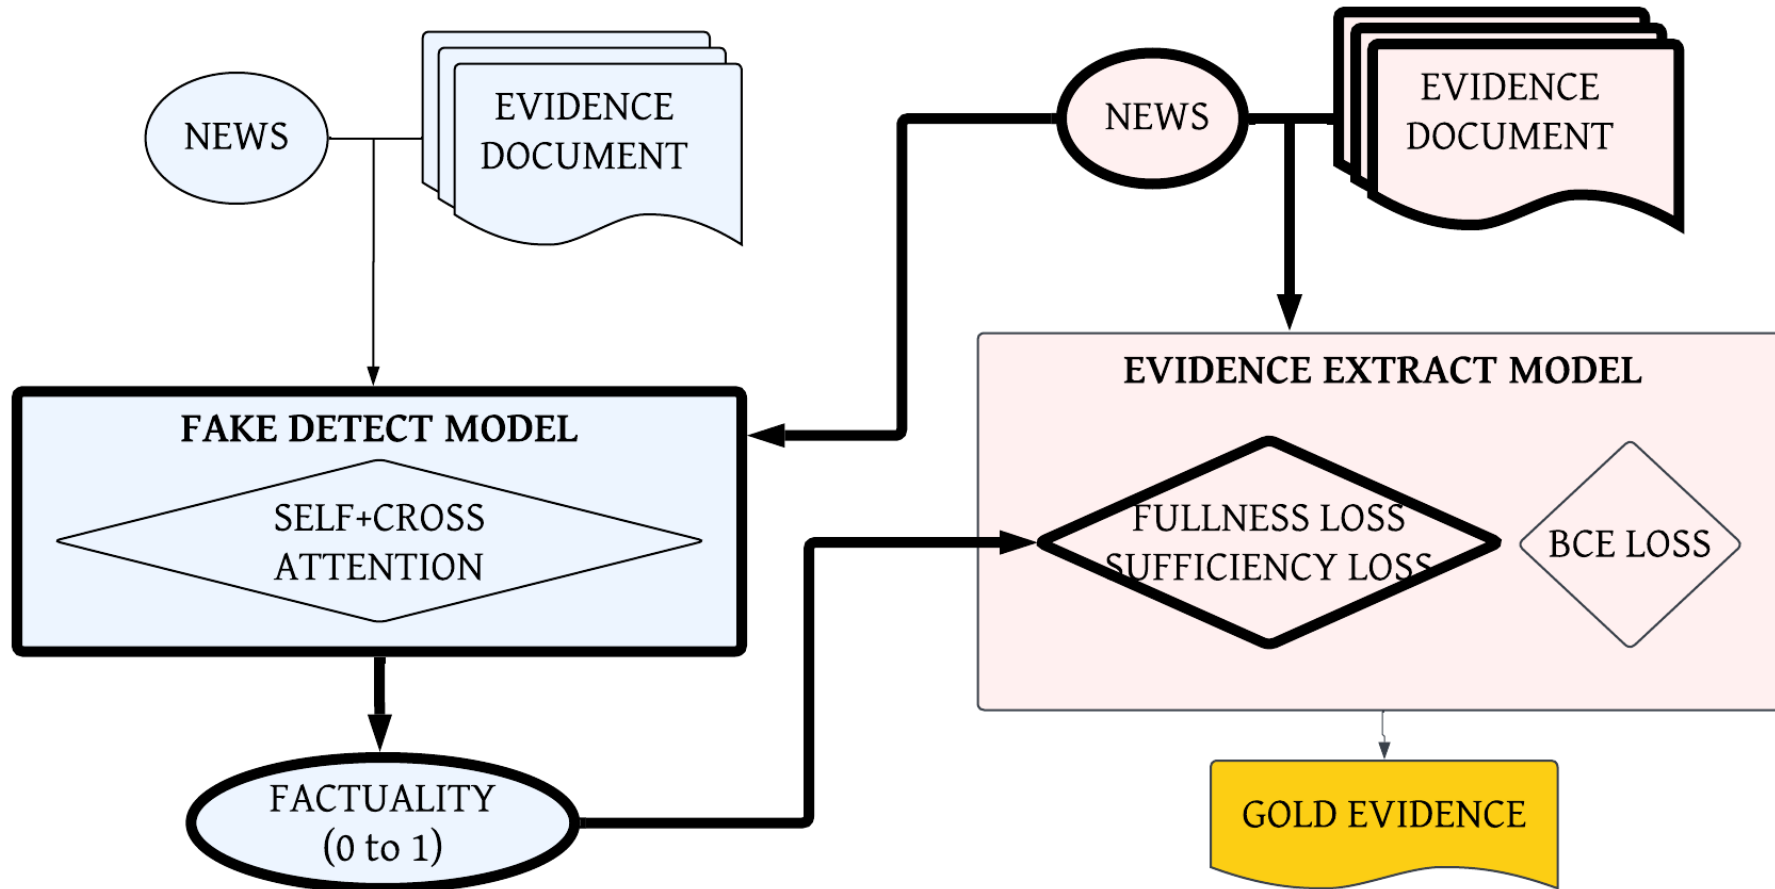 NEWS
EVIDENCE
DOCUMENT
NEWS
EVIDENCE
DOCUMENT
FAKE DETECT MODEL
SELF+CROSS
ATTENTION
FACTUALITY
(0 to 1)
EVIDENCE EXTRACT MODEL
FULLNESS LOSS
SUFFICIENCY LOSS
BCE LOSS
GOLD EVIDENCE